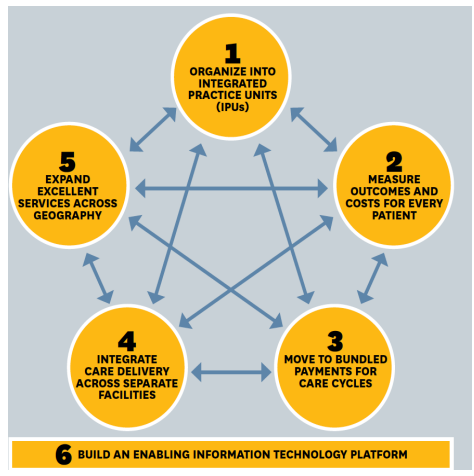 1
ORGANIZE INTO
INTEGRATED
PRACTICE UNITS
(IPUs)
2
MEASURE
OUTCOMES AND
COSTS FOR EVERY
PATIENT
3
MOVE TO BUNDLED
PAYMENTS FOR
CARE CYCLES
4
INTEGRATE
CARE DELIVERY
ACROSS SEPARATE
FACILITIES
5
EXPAND
EXCELLENT
SERVICES ACROSS
GEOGRAPHY
6 BUILD AN ENABLING INFORMATION TECHNOLOGY PLATFORM